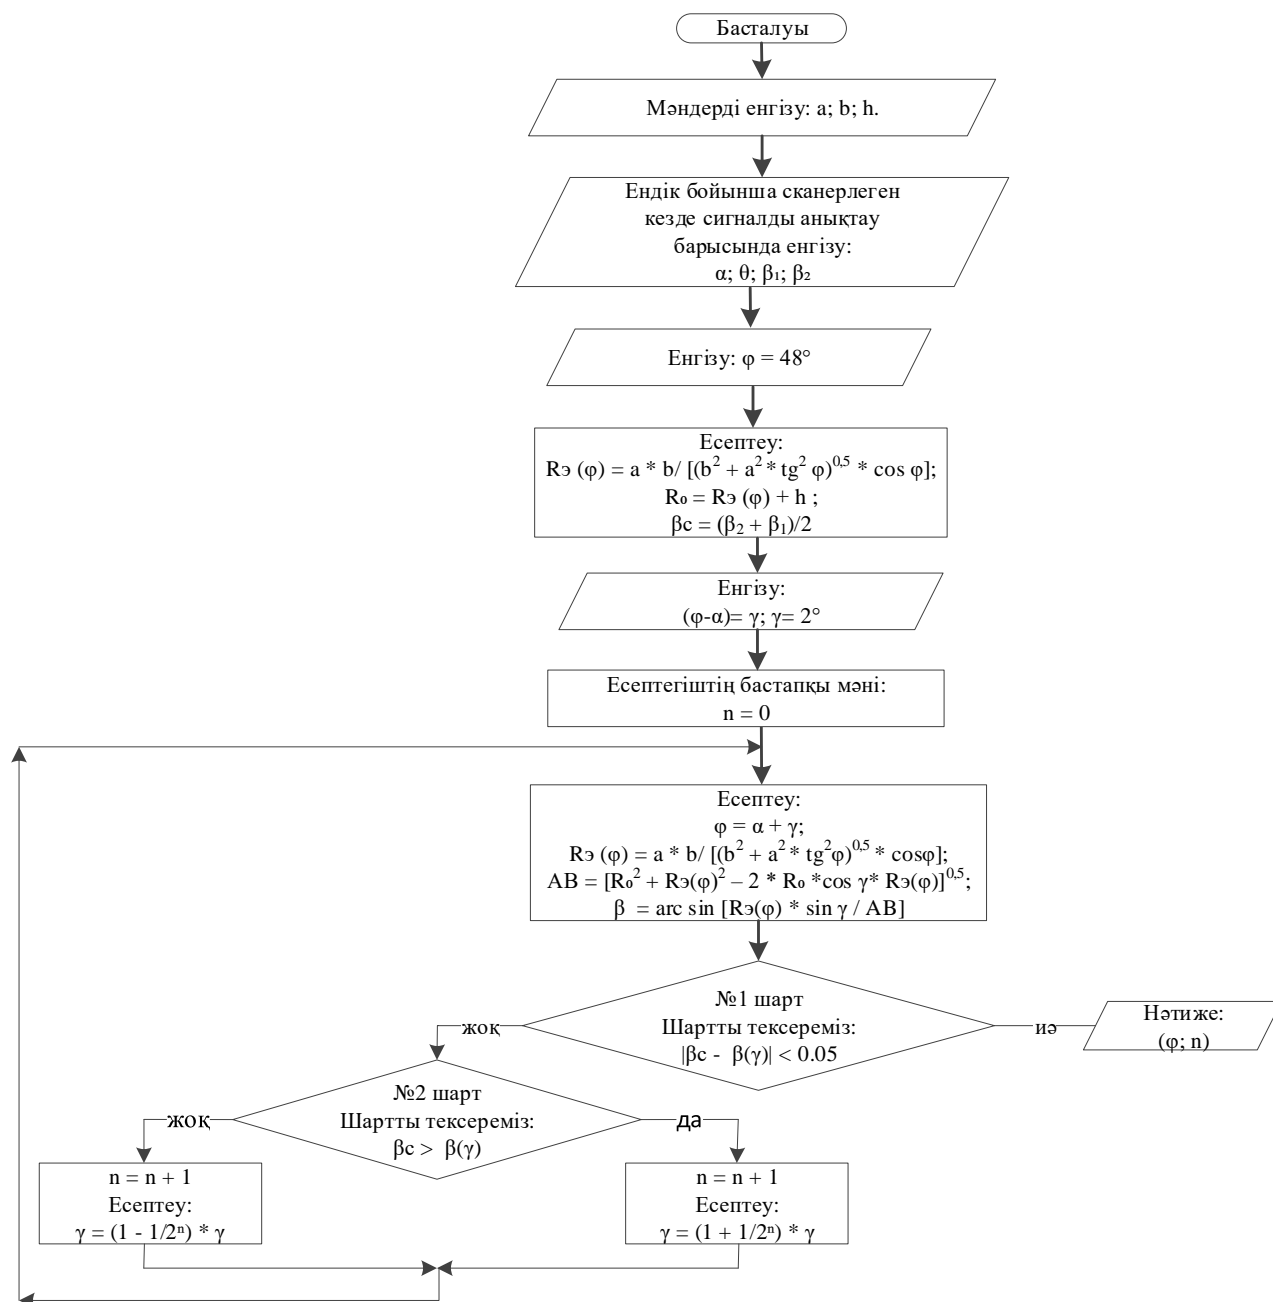 Басталуы
Мәндерді енгізу: a; b; h.
Ендік бойынша сканерлеген
кезде сигналды анықтау
барысында енгізу:
α; θ; β₁; β₂
Енгізу: φ = 48°
Есептеу:
Rэ (φ) = a * b/ [(b² + a² * tg² φ)^0,5 * cos φ];
R₀ = Rэ (φ) + h ;
βc = (β₂ + β₁)/2
Енгізу:
(φ-α)= γ; γ= 2°
Есептегіштің бастапқы мәні:
n = 0
Есептеу:
φ = α + γ;
Rэ (φ) = a * b/ [(b² + a² * tg²φ)^0,5 * cosφ];
AB = [R₀² + Rэ(φ)² – 2 * R₀ *cos γ* Rэ(φ)]^0,5;
β = arc sin [Rэ(φ) * sin γ / AB]
№1 шарт
Шартты тексереміз:
|βc - β(γ)| < 0.05
жоқ
иә
Нәтиже:
(φ; n)
№2 шарт
Шартты тексереміз:
βc > β(γ)
жоқ
да
n = n + 1
Есептеу:
γ = (1 - 1/2ⁿ) * γ
n = n + 1
Есептеу:
γ = (1 + 1/2ⁿ) * γ